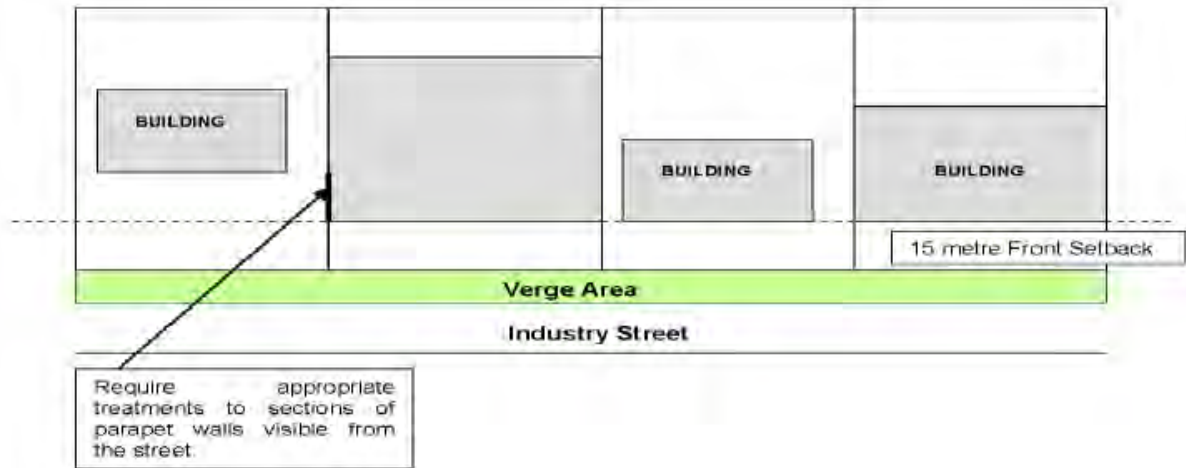 BUILDING
BUILDING
BUILDING
15 metre Front Setback
Verge Area
Industry Street
Require appropriate
treatments to sections of
parapet walls visible from
the street